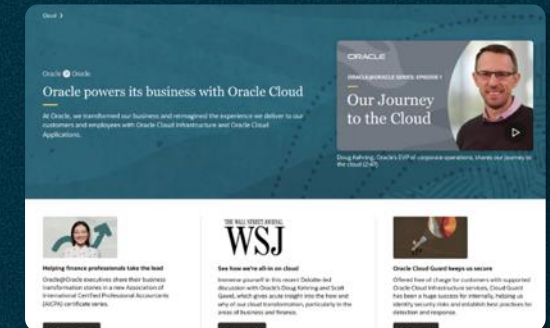 Cloud >
Oracle @ Oracle
Oracle powers its business with Oracle Cloud
At Oracle, we transformed our business and reimagined the experience we deliver to our
customers and employees with Oracle Cloud Infrastructure and Oracle Cloud
Applications.
ORACLE
ORACLE@ORACLE SERIES: EPISODE 1
Our Journey
to the Cloud
Doug Kehring, Oracle's EVP of corporate operations, shares our journey to
the cloud (2:47)
Helping finance professionals take the lead
Oracle@Oracle executives share their business
transformation stories in a new Association of
International Certified Professional Accountants
(AICPA) certificate series.
THE WALL STREET JOURNAL
WSJ
See how we're all-in on cloud
Immerse yourself in this recent Deloitte-led
discussion with Oracle's Doug Kehring and Scott
which gives acute insight into the how and
why of our cloud transformation, particularly in the
areas of business and finance.
Oracle Cloud Guard keeps us secure
Offered free of charge for customers with supported
Oracle Cloud Infrastructure services, Cloud Guard
has been a huge success for internally, helping us
identify security risks and establish best practices for
detection and response.